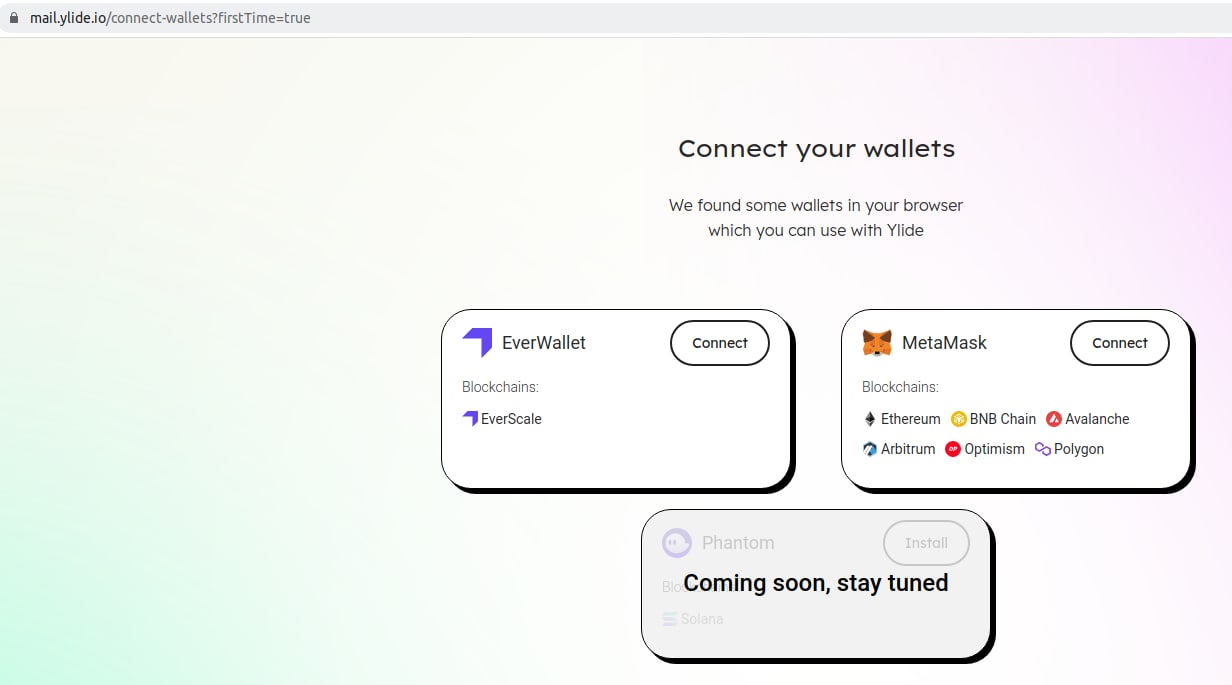 mail.ylide.io/connect-wallets?firstTime=true
Connect your wallets
We found some wallets in your browser
which you can use with Ylide
EverWallet
Connect
Blockchains:
EverScale
MetaMask
Connect
Blockchains:
Ethereum BNB Chain Avalanche
Arbitrum OP Optimism Polygon
Phantom
Install
Coming soon, stay tuned
Solana